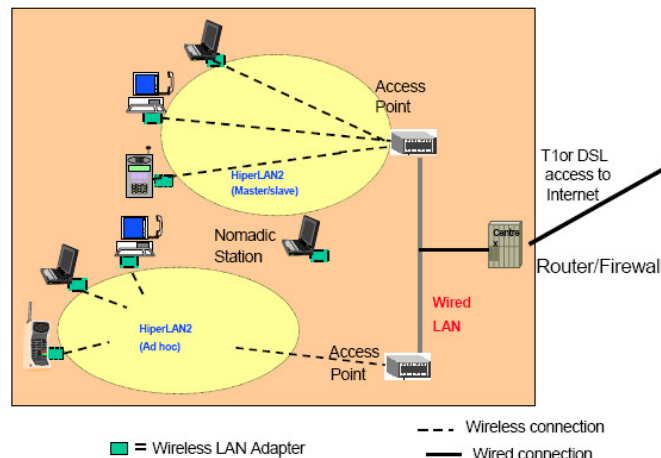 Access
Point
HiperLAN2
(Master/slave)
T1or DSL
access to
Internet
Nomadic
Station
Centre
x
Router/Firewall
Wired
LAN
HiperLAN2
(Ad hoc)
Access
Point
Wireless connection
= Wireless LAN Adapter
Wired connection